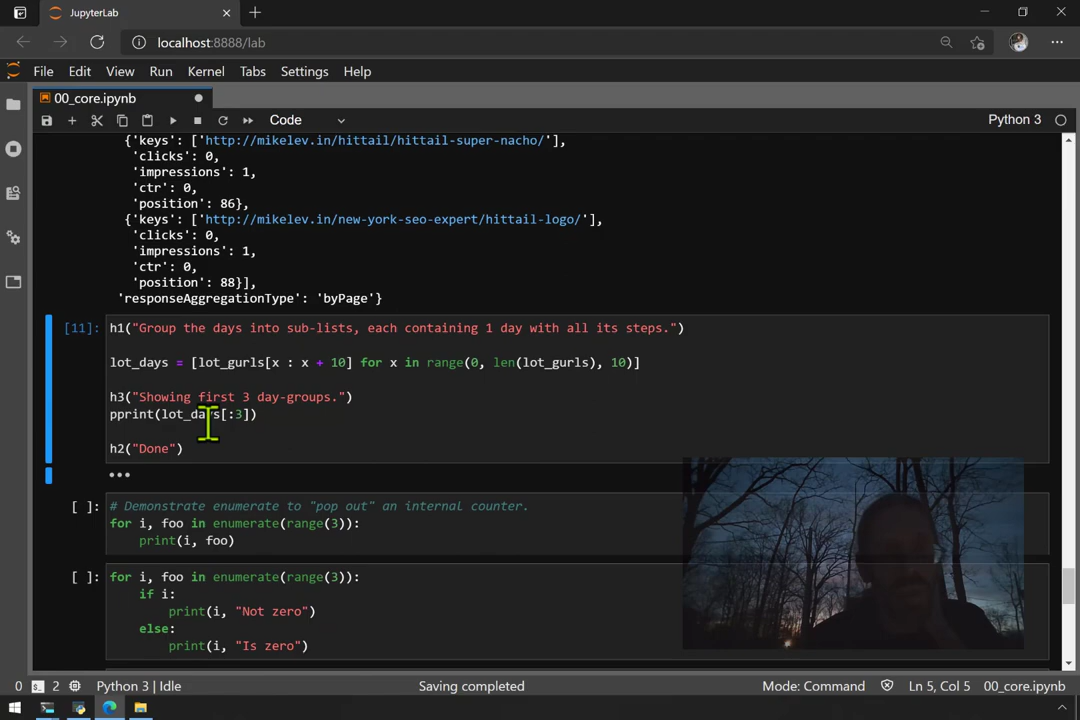 JupyterLab
localhost:8888/lab
File Edit View Run Kernel Tabs Settings Help
00_core.ipynb
Code
Python 3
{'keys': ['http://mikelev.in/hittail/hittail-super-nacho/'],
'clicks': 0,
'impressions': 1,
'ctr': 0,
'position': 86},
{'keys': ['http://mikelev.in/new-york-seo-expert/hittail-logo/'],
'clicks': 0,
'impressions': 1,
'ctr': 0,
'position': 88}],
'responseAggregationType': 'byPage'}
[11]: h1("Group the days into sub-lists, each containing 1 day with all its steps.")
lot_days = [lot_gurls[x : x + 10] for x in range(0, len(lot_gurls), 10)]
h3("Showing first 3 day-groups.")
pprint(lot_days[:3])
h2("Done")
[ ]: # Demonstrate enumerate to "pop out" an internal counter.
for i, foo in enumerate(range(3)):
print(i, foo)
[ ]: for i, foo in enumerate(range(3)):
if i:
print(i, "Not zero")
else:
print(i, "Is zero")
0 2 Python 3 | Idle Saving completed Mode: Command Ln 5, Col 5 00_core.ipynb